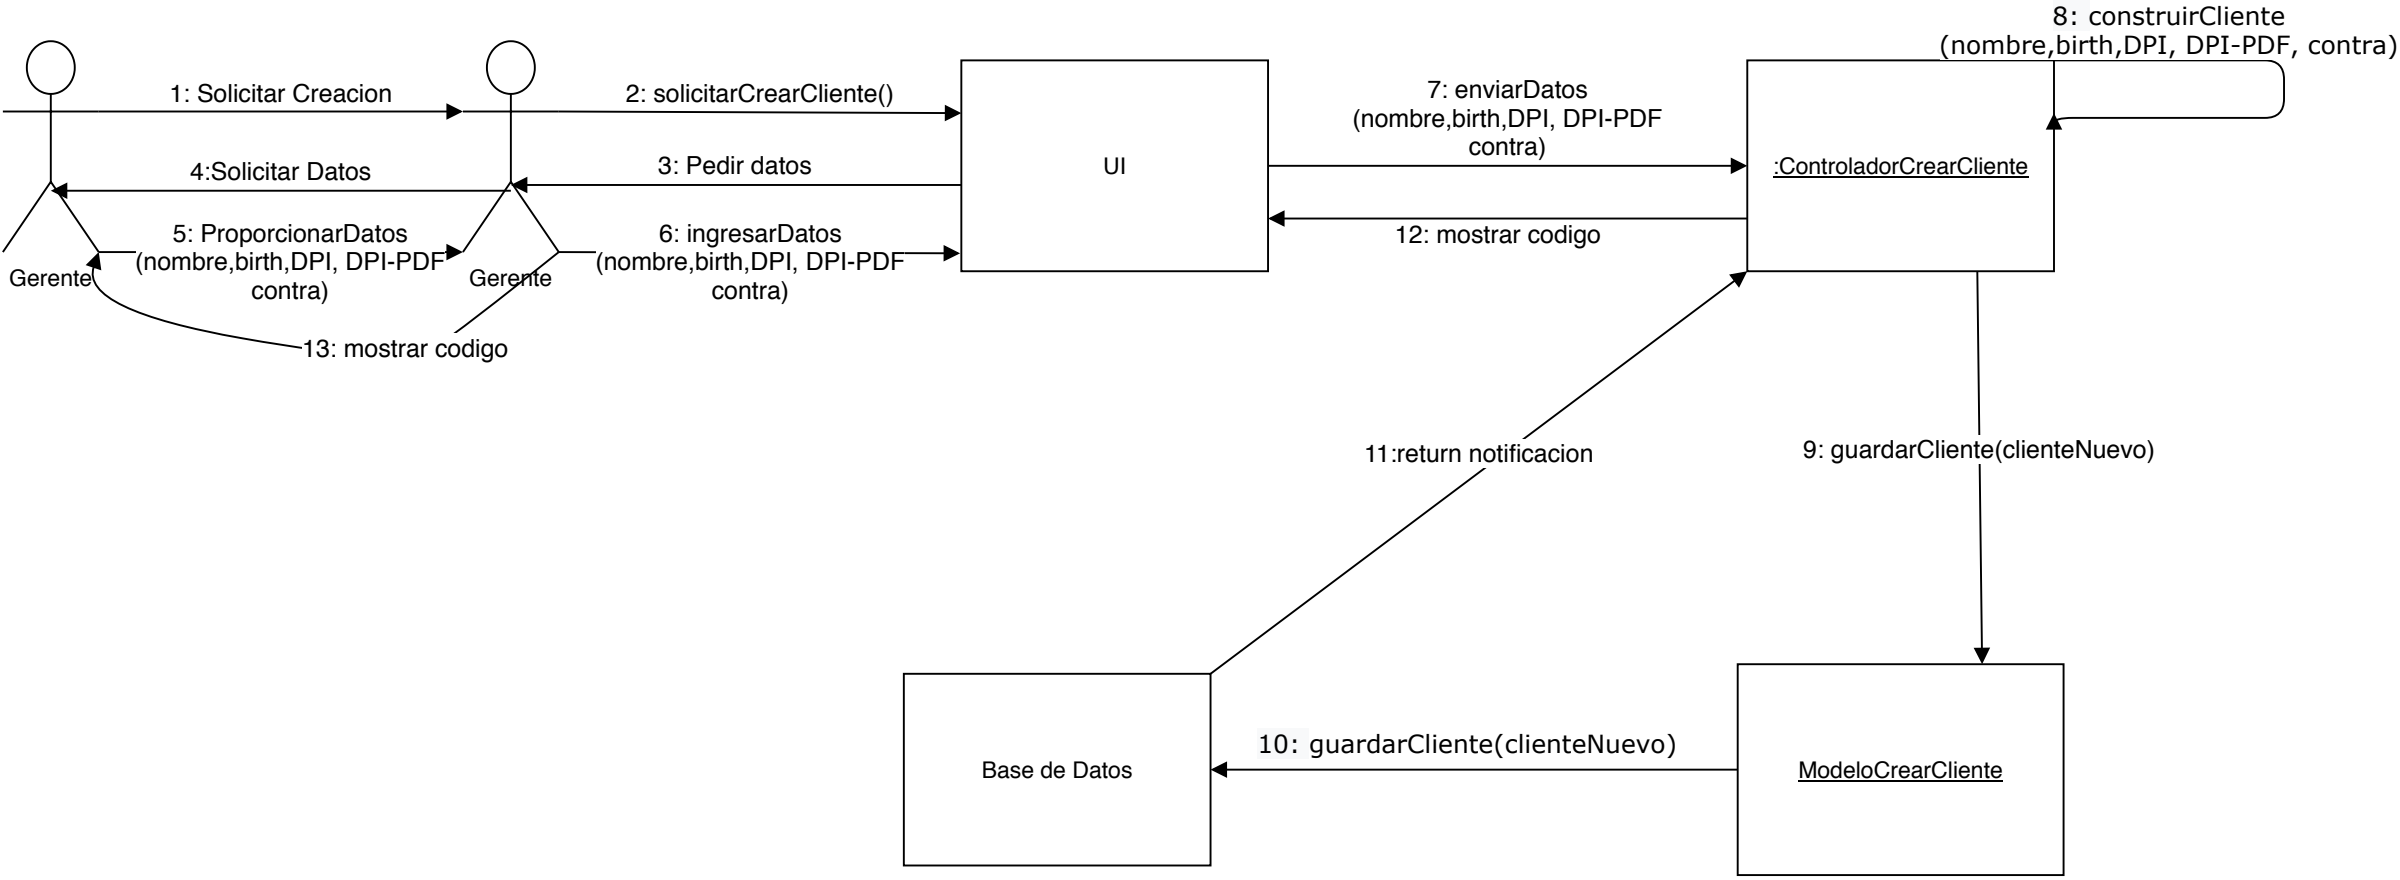 8: construirCliente
(nombre,birth,DPI, DPI-PDF, contra)
1: Solicitar Creacion
2: solicitarCrearCliente()
7: enviarDatos
(nombre,birth,DPI, DPI-PDF
contra)
4:Solicitar Datos
3: Pedir datos
UI
:ControladorCrearCliente
5: ProporcionarDatos
(nombre,birth,DPI, DPI-PDF
contra)
6: ingresarDatos
(nombre,birth,DPI, DPI-PDF
contra)
12: mostrar codigo
Gerente
Gerente
13: mostrar codigo
11:return notificacion
9: guardarCliente(clienteNuevo)
10: guardarCliente(clienteNuevo)
Base de Datos
ModeloCrearCliente